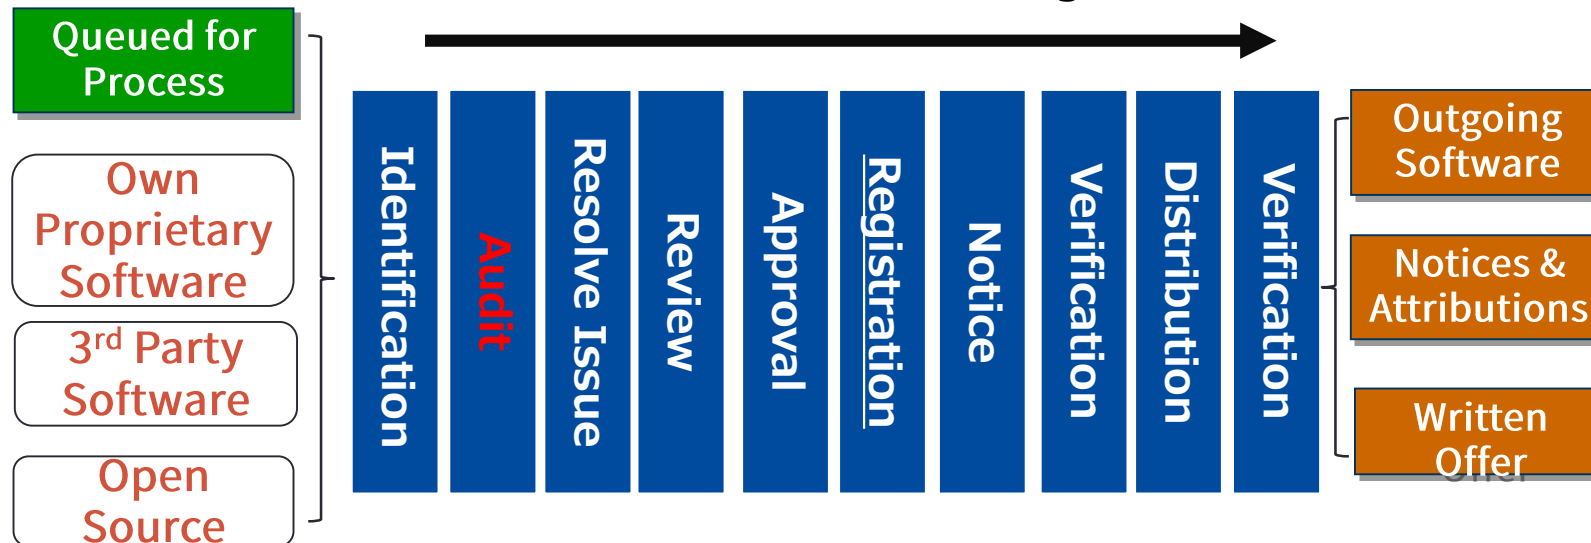 Queued for
Process
Own
Proprietary
Software
3rd Party
Software
Open
Source
Identification
Audit
Resolve Issue
Review
Approval
Registration
Notice
Verification
Distribution
Verification
Outgoing
Software
Notices &
Attributions
Written
Offer